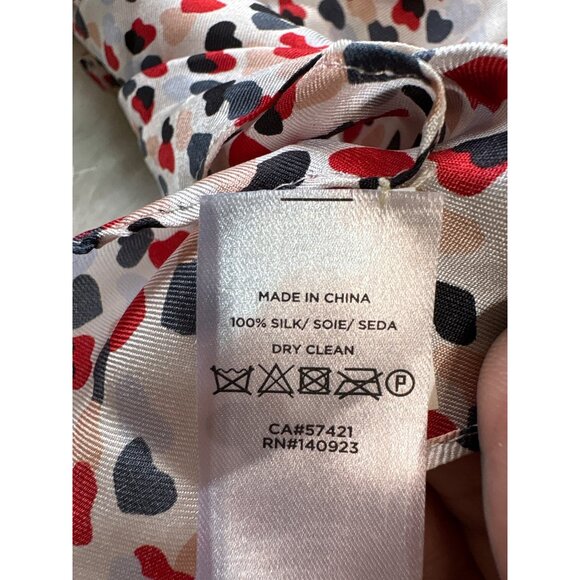 MADE IN CHINA
100% SILK/ SOIE/ SEDA
DRY CLEAN
P
CA#57421
RN#140923